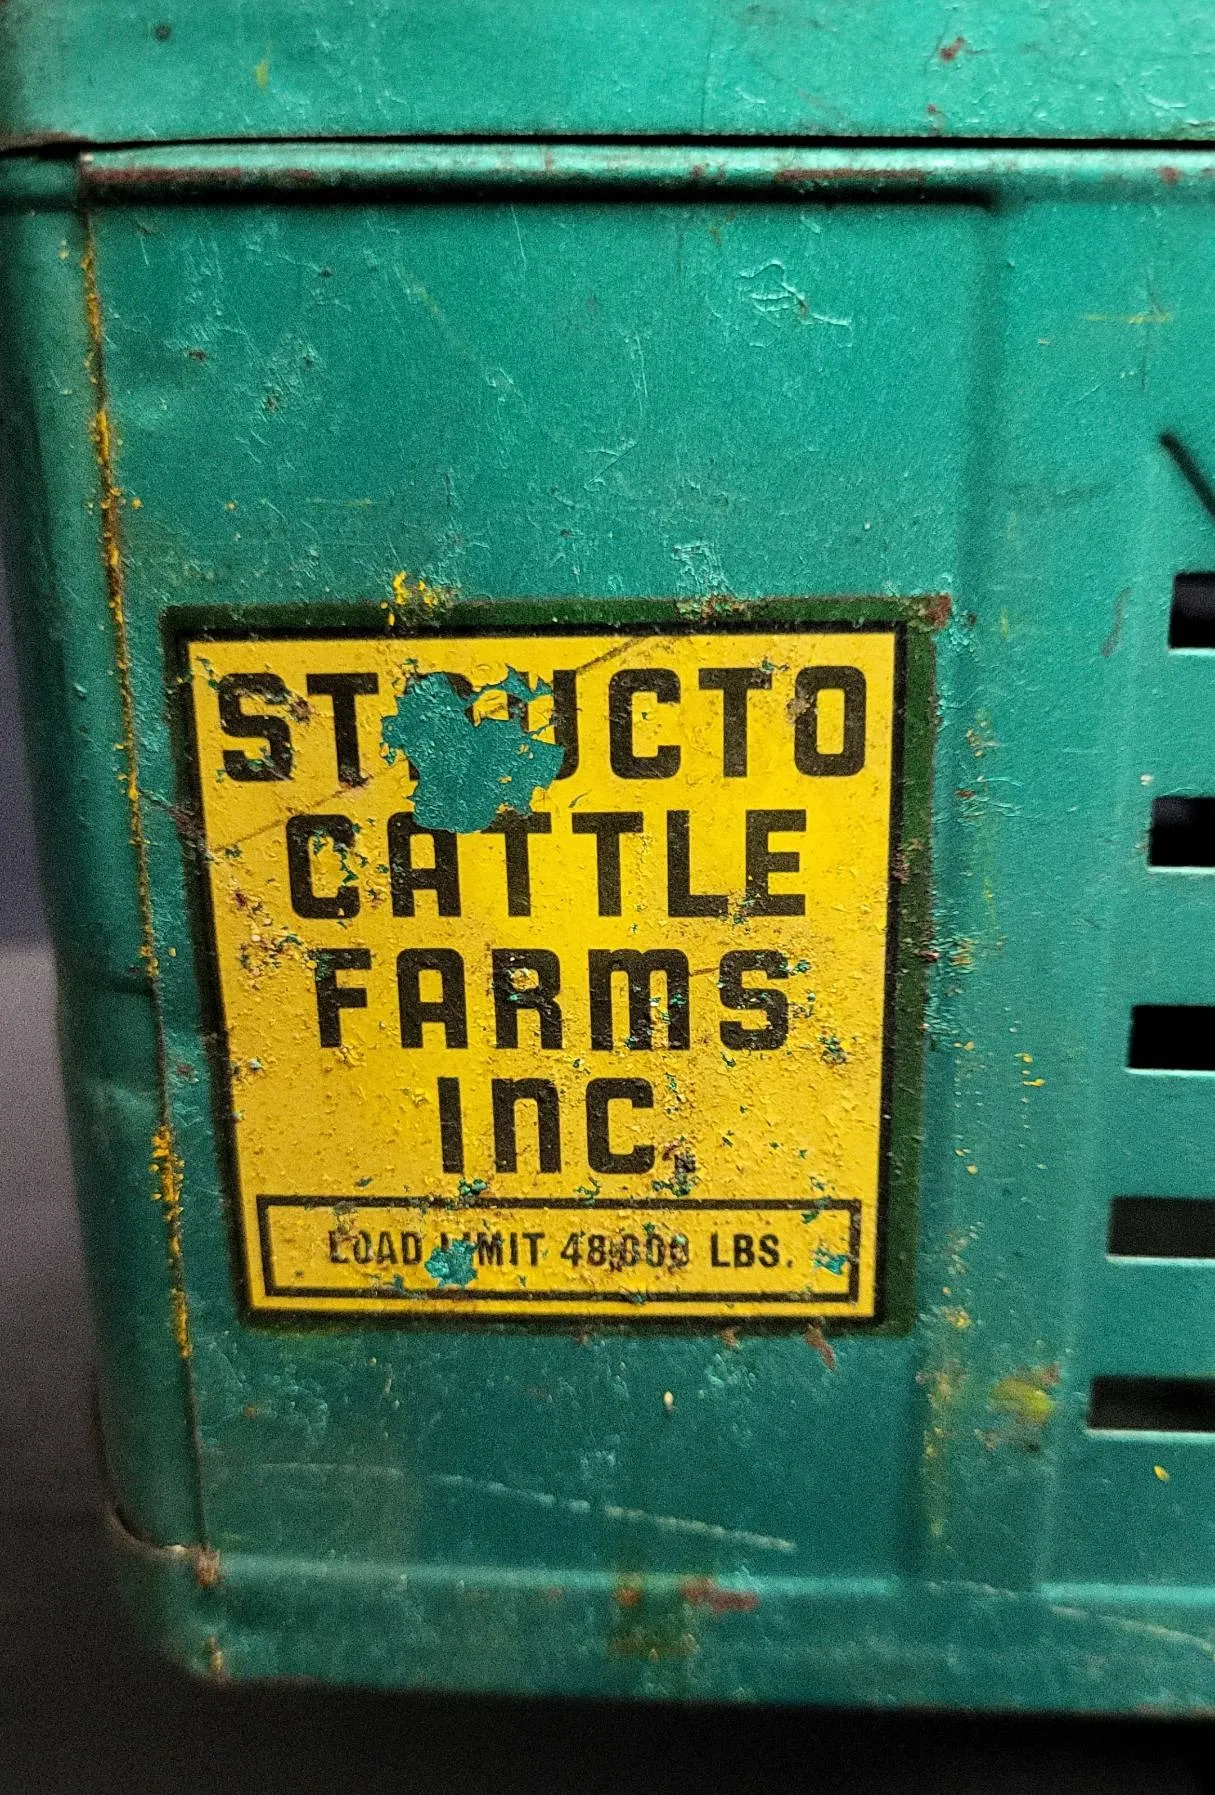 STRUCTO
CATTLE
FARMS
INC.
LOAD LIMIT 48,000 LBS.